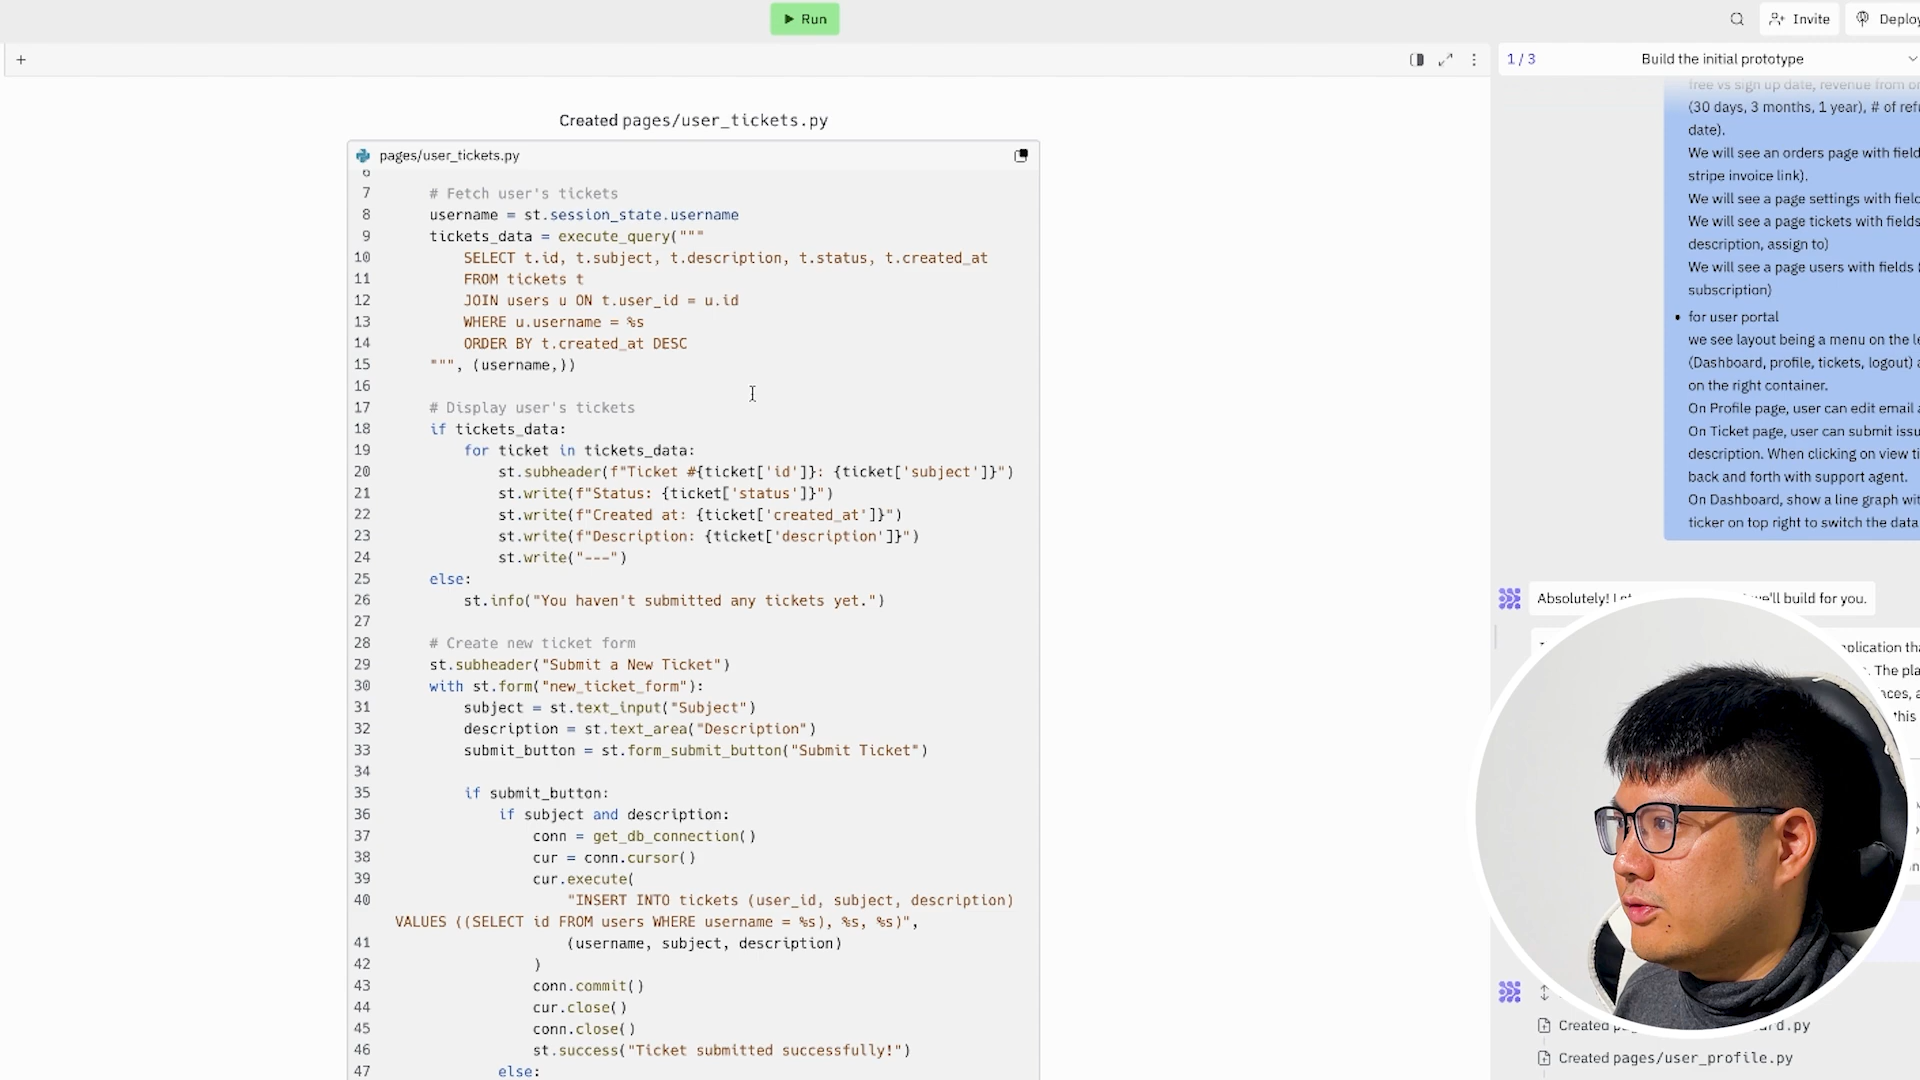 Run
Invite
Deploy
+
1 / 3
Build the initial prototype
Created pages/user_tickets.py
pages/user_tickets.py
6
7 # Fetch user's tickets
8 username = st.session_state.username
9 tickets_data = execute_query("""
10 SELECT t.id, t.subject, t.description, t.status, t.created_at
11 FROM tickets t
12 JOIN users u ON t.user_id = u.id
13 WHERE u.username = %s
14 ORDER BY t.created_at DESC
15 """, (username,))
16
17 # Display user's tickets
18 if tickets_data:
19 for ticket in tickets_data:
20 st.subheader(f"Ticket #{ticket['id']}: {ticket['subject']}")
21 st.write(f"Status: {ticket['status']}")
22 st.write(f"Created at: {ticket['created_at']}")
23 st.write(f"Description: {ticket['description']}")
24 st.write("---")
25 else:
26 st.info("You haven't submitted any tickets yet.")
27
28 # Create new ticket form
29 st.subheader("Submit a New Ticket")
30 with st.form("new_ticket_form"):
31 subject = st.text_input("Subject")
32 description = st.text_area("Description")
33 submit_button = st.form_submit_button("Submit Ticket")
34
35 if submit_button:
36 if subject and description:
37 conn = get_db_connection()
38 cur = conn.cursor()
39 cur.execute(
40 "INSERT INTO tickets (user_id, subject, description)
VALUES ((SELECT id FROM users WHERE username = %s), %s, %s)",
41 (username, subject, description)
42 )
43 conn.commit()
44 cur.close()
45 conn.close()
46 st.success("Ticket submitted successfully!")
47 else:
free vs sign up date, revenue from
(30 days, 3 months, 1 year), # of
date).
We will see an orders page with field
stripe invoice link).
We will see a page settings with
We will see a page tickets with fields
description, assign to)
We will see a page users with fields
subscription)
• for user portal
we see layout being a menu on the
(Dashboard, profile, tickets, logout)
on the right container.
On Profile page, user can edit email
On Ticket page, user can submit
description. When clicking on view
back and forth with support agent.
On Dashboard, show a line graph
ticker on top right to switch the data
Absolutely! we'll build for you.
The
this
Created
Created pages/user_profile.py